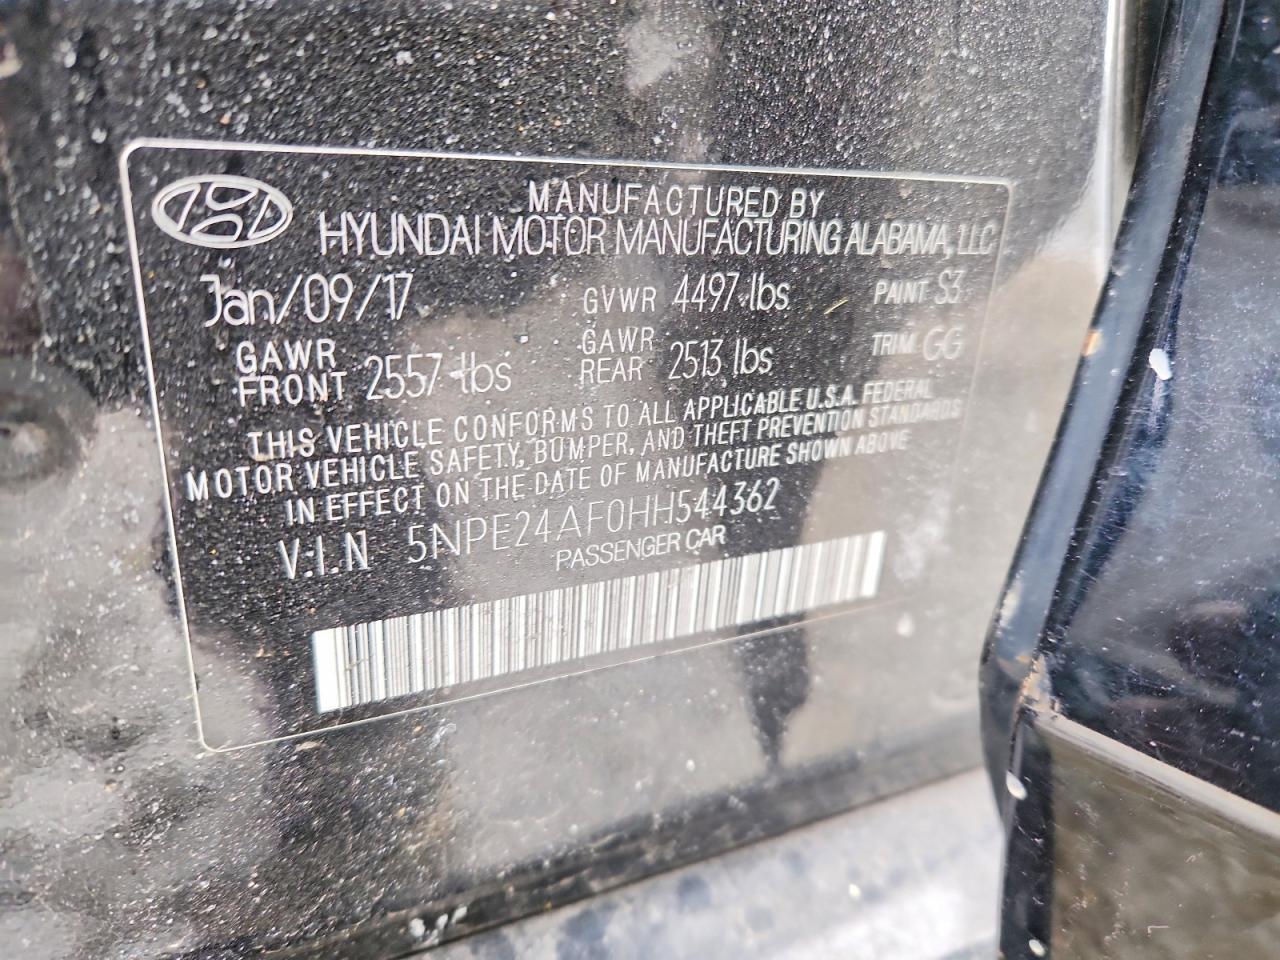 MANUFACTURED BY
HYUNDAI MOTOR MANUFACTURING ALABAMA, LLC
Jan/09/17 GVWR 4497 lbs PAINT S3
GAWR FRONT 2557 lbs GAWR REAR 2513 lbs TRIM GG
THIS VEHICLE CONFORMS TO ALL APPLICABLE U.S.A. FEDERAL
MOTOR VEHICLE SAFETY, BUMPER, AND THEFT PREVENTION STANDARDS
IN EFFECT ON THE DATE OF MANUFACTURE SHOWN ABOVE
V.I.N 5NPE24AF0HH544362
PASSENGER CAR